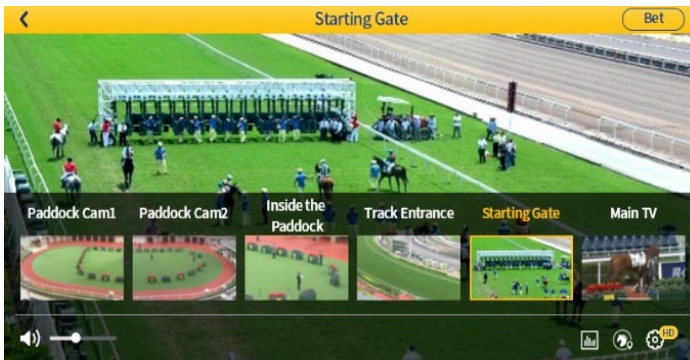 Starting Gate
Bet
Paddock Cam1
Paddock Cam2
Inside the
Paddock
Track Entrance
Starting Gate
Main TV
HD